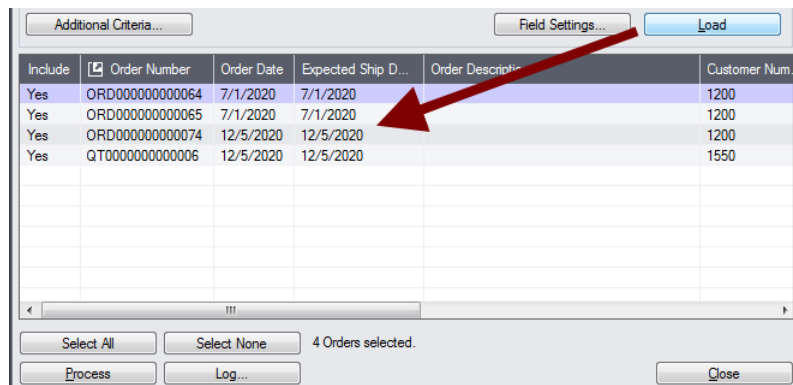 Additional Criteria... Field Settings... Load
Include Order Number Order Date Expected Ship D... Order Customer Num.
Yes ORD000000000064 7/1/2020 7/1/2020 1200
Yes ORD000000000065 7/1/2020 7/1/2020 1200
Yes ORD000000000074 12/5/2020 12/5/2020 1200
Yes QT0000000000006 12/5/2020 12/5/2020 1550
Select All Select None 4 Orders selected.
Process Log... Close